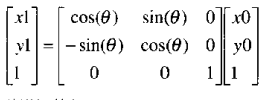 [x1] = [cos(θ) sin(θ) 0] [x0]
[y1] = [−sin(θ) cos(θ) 0] [y0]
[1] = [0 0 1] [1]